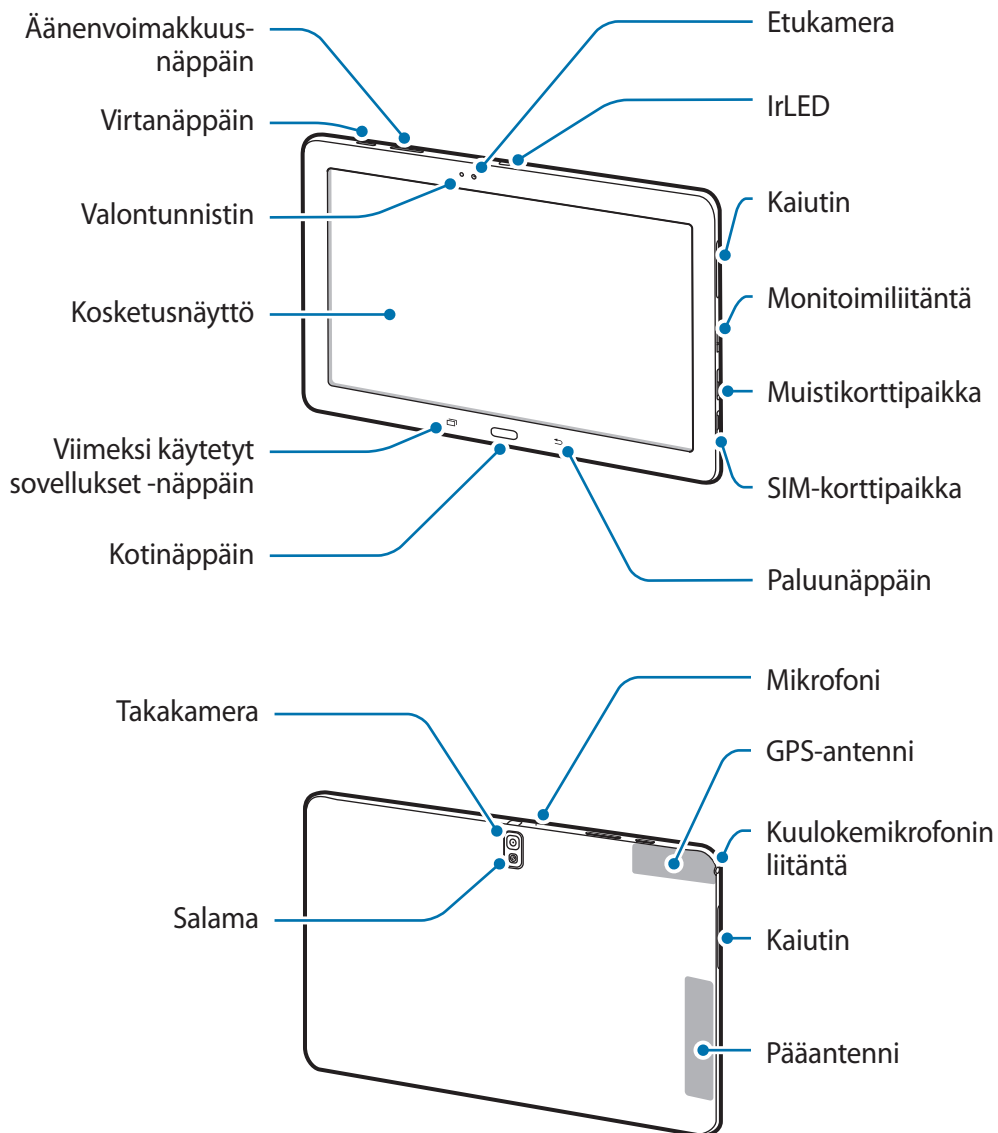 Äänenvoimakkuus-
näppäin
Virtanäppäin
Valontunnistin
Kosketusnäyttö
Viimeksi käytetyt
sovellukset -näppäin
Kotinäppäin
Etukamera
IrLED
Kaiutin
Monitoimiliitäntä
Muistikorttipaikka
SIM-korttipaikka
Paluunäppäin
Takakamera
Salama
Mikrofoni
GPS-antenni
Kuulokemikrofonin
liitäntä
Kaiutin
Pääantenni